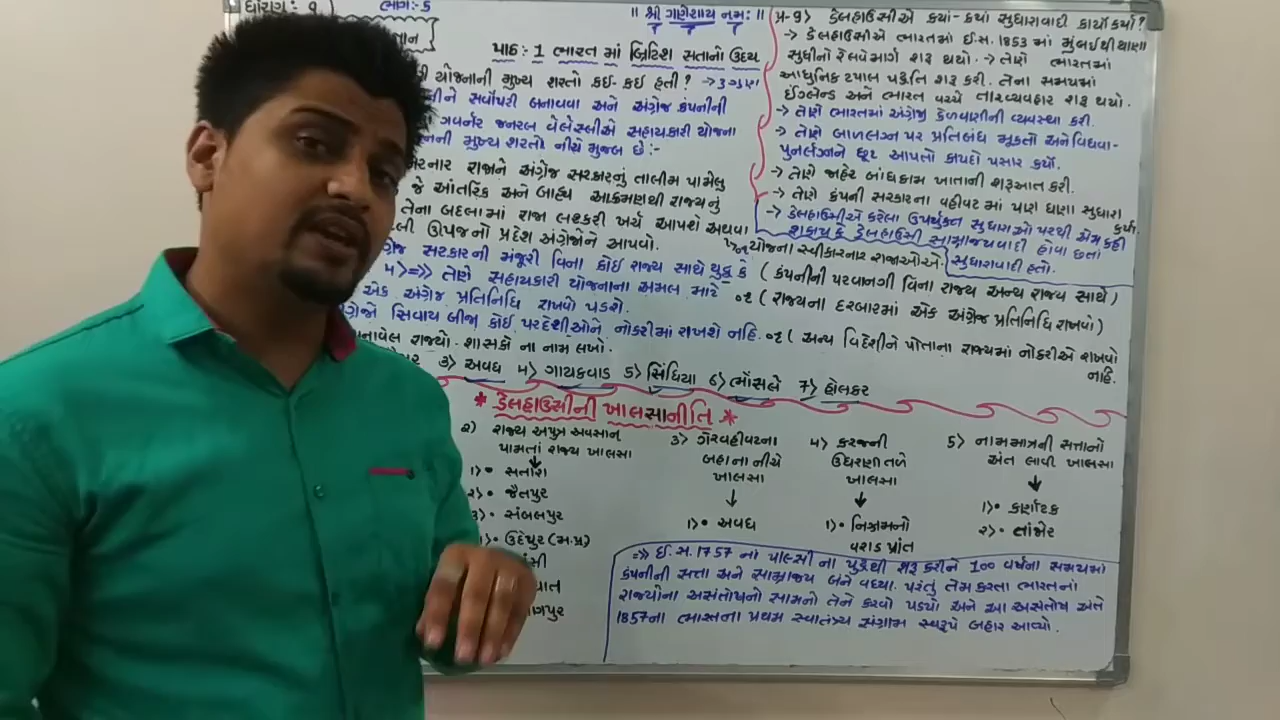 ધોરણ:- 9
ભાગ:- 5
|| શ્રી ગણેશાય નમઃ ||
પાઠ: 1 ભારત માં બ્રિટિશ સતાનો ઉદય
યોજનાની મુખ્ય શરતો કઇ-કઇ હતી ?
સર્વોપરી બનાવવા અને અંગ્રેજ કંપનીની
ગવર્નર જનરલ વેલેસ્લીએ સહાયકારી યોજના
મુખ્ય શરતો નીચે મુજબ છે:-
રાજાને અંગ્રેજ સરકારનું તાલીમ પામેલુ
જે આંતરિક અને બાહ્ય આક્રમણથી રાજ્યનું
તેના બદલામાં રાજા લશ્કરી ખર્ચ આપશે અથવા
ઉપજનો પ્રદેશ અંગ્રેજોને આપવો.
સરકારની મંજૂરી વિના કોઈ રાજ્ય સાથે યુદ્ધ કે
4>=>> તેણે સહાયકારી યોજનાના અમલ માટે
એક અંગ્રેજ પ્રતિનિધિ રાખવો પડશે.
સિવાય બીજા કોઈ પરદેશીઓને નોકરીમાં રાખશે નહિ.
રાજ્યો. શાસકો ના નામ લખો.
3> અવધ 4> ગાયકવાડ 5> સિંધિયા 6> ભોંસલે 7> હોલકર
પ્ર-9> ડેલહાઉસીએ કયાં-કયાં સુધારાવાદી કાર્યો કર્યાં?
→ ડેલહાઉસીએ ભારતમાં ઈ.સ.1853 માં મુંબઈથી થાણા
સુધીનો રેલવેમાર્ગ શરૂ થયો. → તેણે ભારતમાં
આધુનિક ટપાલ પદ્ધતિ શરૂ કરી. તેના સમયમાં
ઈંગ્લેન્ડ અને ભારત વચ્ચે તારવ્યવહાર શરૂ થયો.
→ તેણે ભારતમાં અંગ્રેજી કેળવણીની વ્યવસ્થા કરી.
→ તેણે બાળલગ્ન પર પ્રતિબંધ મૂકતો અને વિધવા-
પુનર્લગ્નને છૂટ આપતો કાયદો પસાર કર્યો.
→ તેણે જાહેર બાંધકામ ખાતાની શરૂઆત કરી.
→ તેણે કંપની સરકારના વહીવટ માં પણ ઘણા સુધારા કર્યા.
→ ડેલહાઉસીએ કરેલા ઉપર્યુક્ત સુધારાઓ પરથી એમ કહી
શકાય કે ડેલહાઉસી સામ્રાજ્યવાદી હોવા છતાં
સુધારાવાદી હતો.
યોજના સ્વીકારનાર રાજાઓએ.
( કંપનીની પરવાનગી વિના રાજ્ય અન્ય રાજ્ય સાથે )
( રાજ્યના દરબારમાં એક અંગ્રેજ પ્રતિનિધિ રાખવો )
( અન્ય વિદેશીને પોતાના રાજ્યમાં નોકરીએ રાખવો
નહિ.
* ડેલહાઉસીની ખાલસાનીતિ *
2) રાજ્ય અપુત્ર અવસાન
પામતાં રાજ્ય ખાલસા
1>• સતારા
2>• જૈતપુર
3>• સંબલપુર
ઉદેપુર (મ.પ્ર)
3> ગેરવહીવટના
બહાના નીચે
ખાલસા
1>• અવધ
4> કરજની
ઉઘરાણી તળે
ખાલસા
1>• નિઝામનો
વરાડ પ્રાંત
5> નામમાત્રની સત્તાનો
અંત લાવી ખાલસા
1>• કર્ણાટક
2>• તાંજોર
=>> ઈ.સ.1757 ના પ્લાસી ના યુદ્ધથી શરૂ કરીને 100 વર્ષના સમયમાં
કંપનીની સત્તા અને સામ્રાજ્ય બંને વધ્યા. પરંતુ તેમ કરતા ભારતનાં
રાજ્યોના અસંતોષનો સામનો તેને કરવો પડ્યો અને આ અસંતોષ અંતે
1857ના ભારતના પ્રથમ સ્વાતંત્ર્ય સંગ્રામ સ્વરૂપે બહાર આવ્યો.